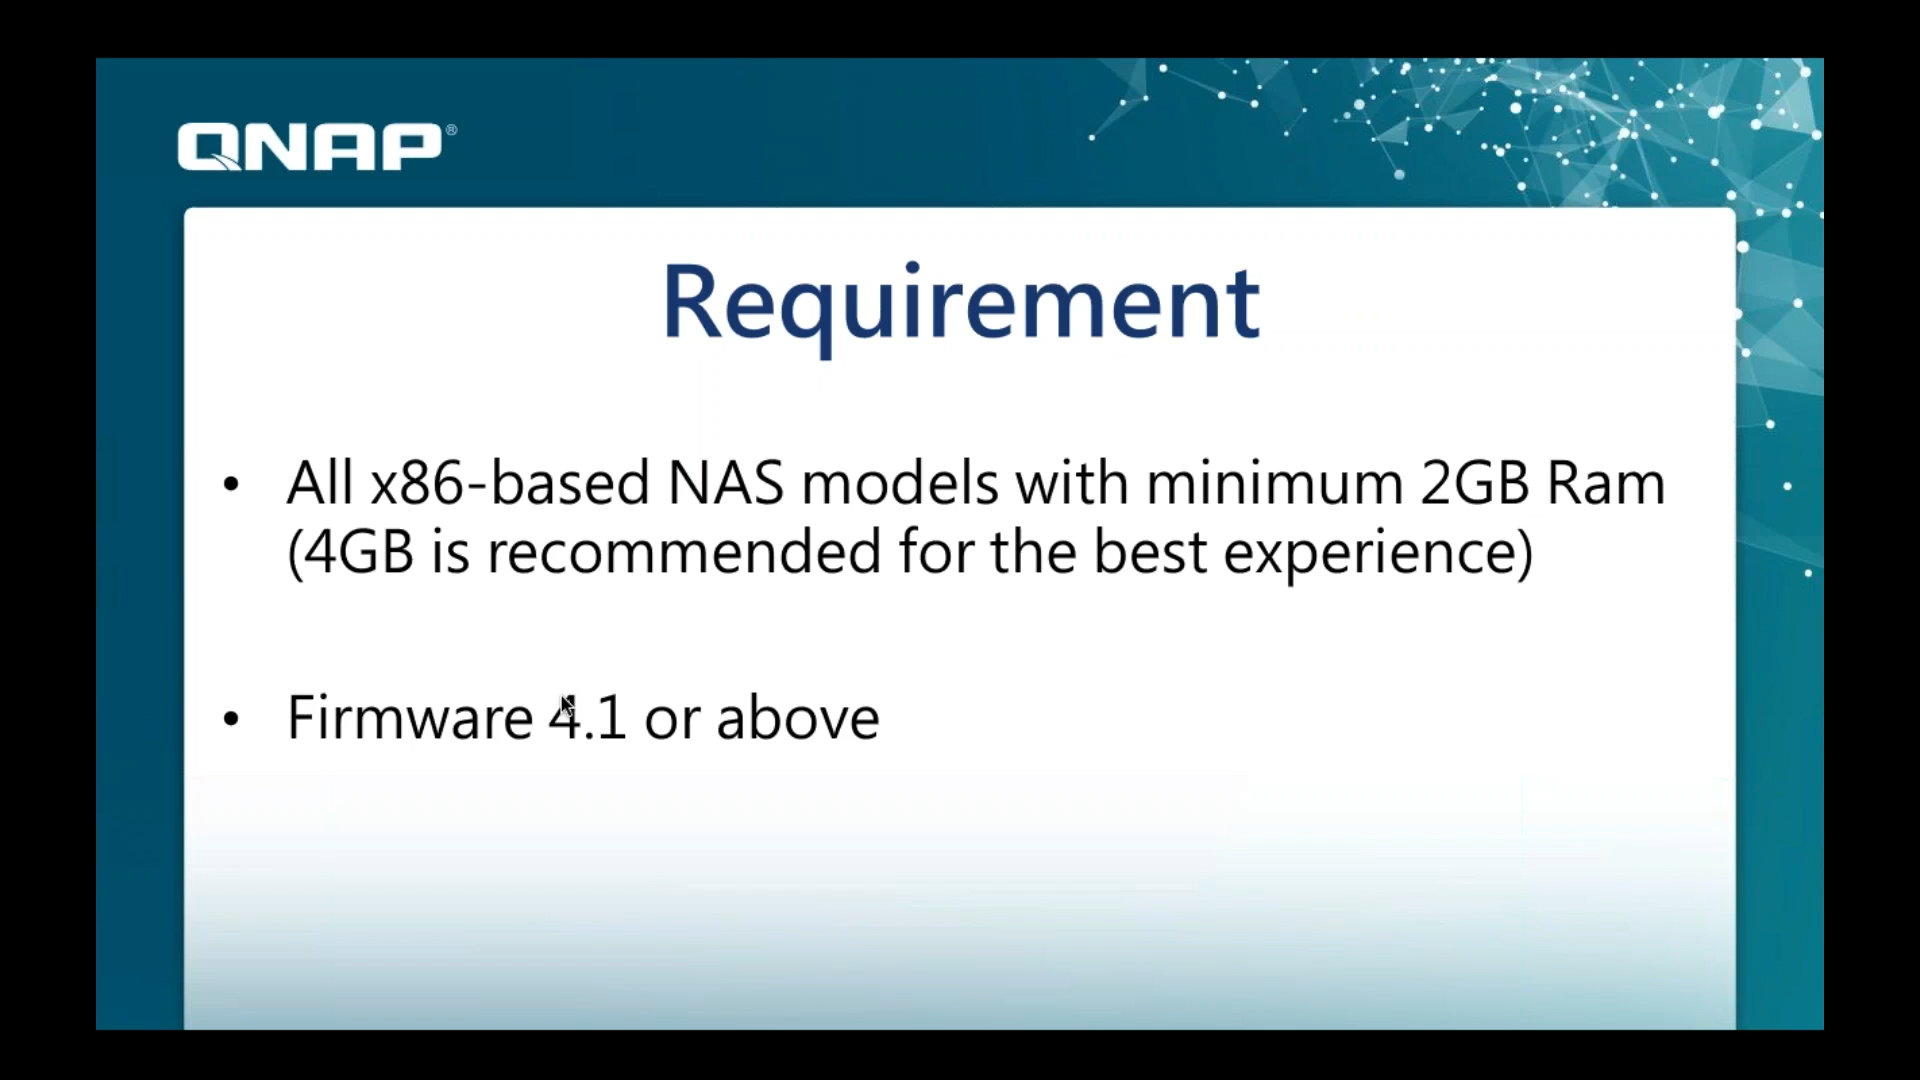 QNAP®
Requirement
• All x86-based NAS models with minimum 2GB Ram
(4GB is recommended for the best experience)
• Firmware 4.1 or above